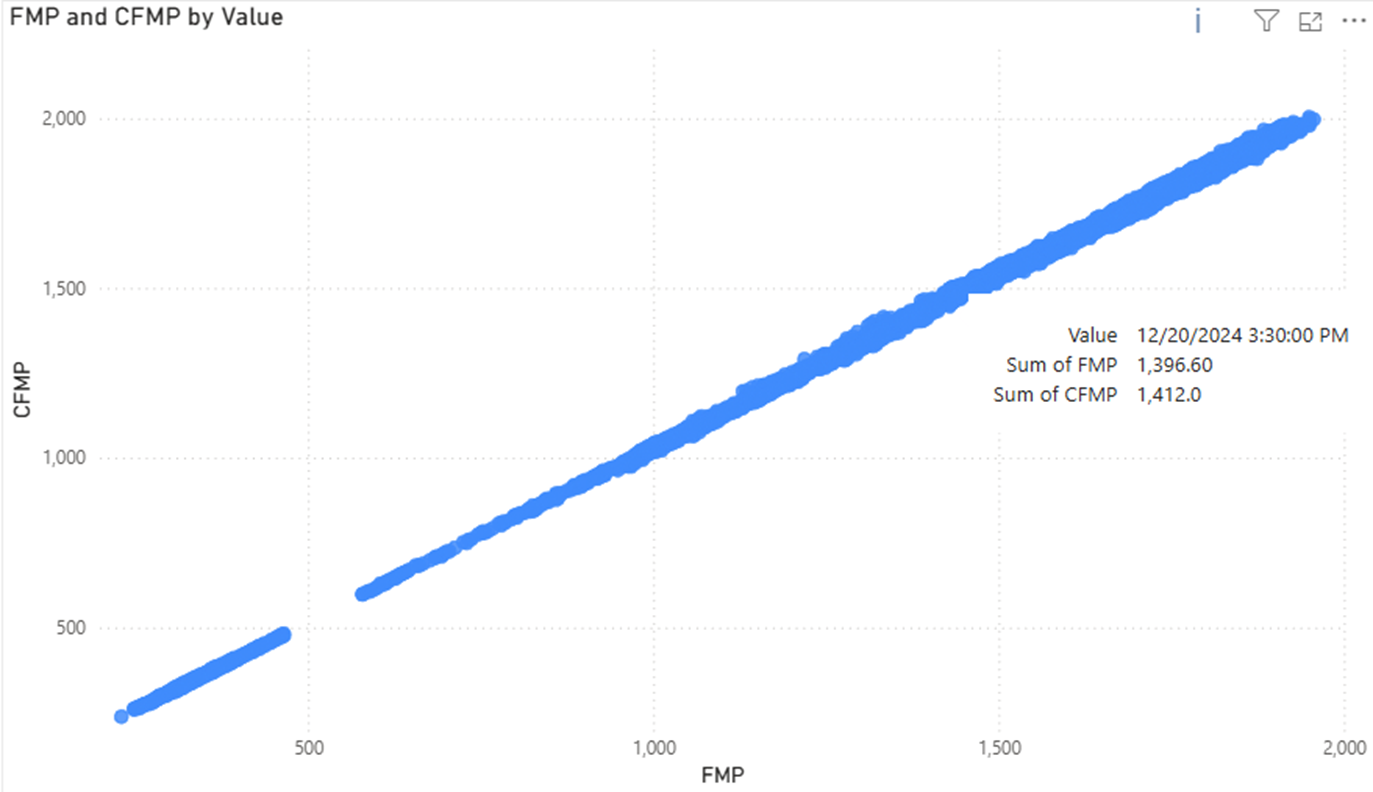 FMP and CFMP by Value
2,000
1,500
1,000
500
CFMP
Value 12/20/2024 3:30:00 PM
Sum of FMP 1,396.60
Sum of CFMP 1,412.0
500 1,000 1,500 2,000
FMP